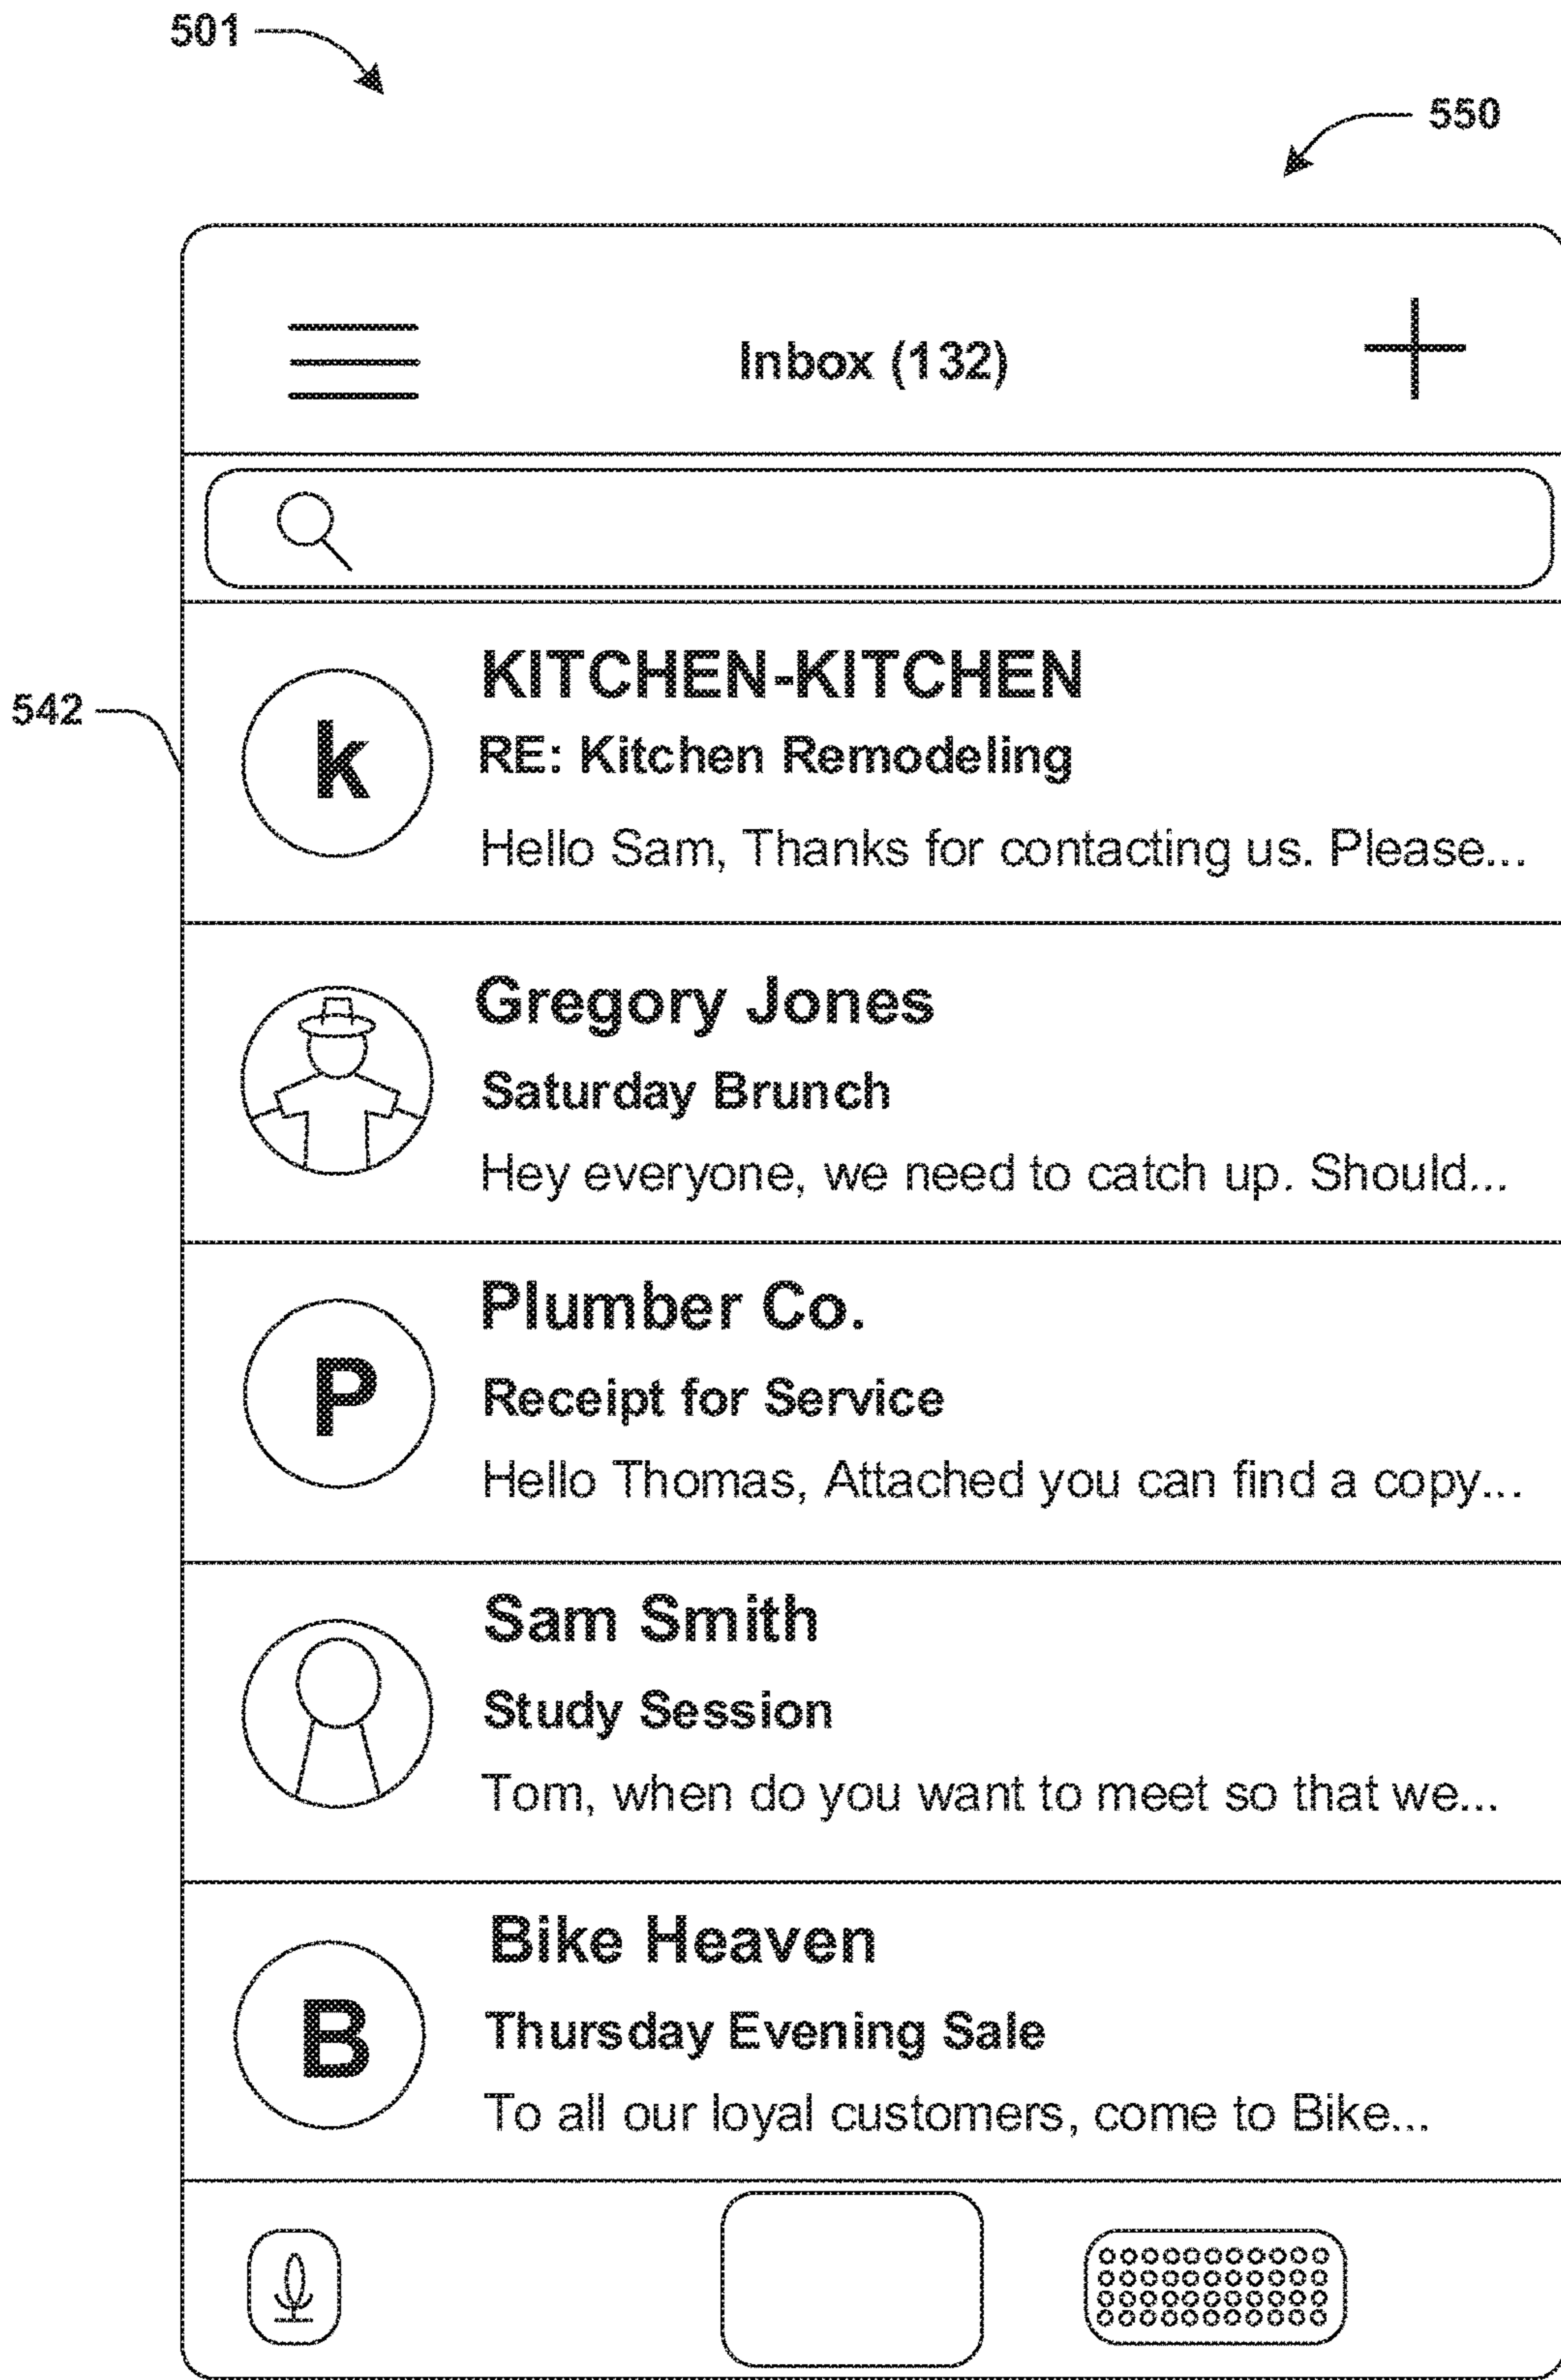 501
550
Inbox (132)
542
k
KITCHEN-KITCHEN
RE: Kitchen Remodeling
Hello Sam, Thanks for contacting us. Please...
Gregory Jones
Saturday Brunch
Hey everyone, we need to catch up. Should...
P
Plumber Co.
Receipt for Service
Hello Thomas, Attached you can find a copy...
Sam Smith
Study Session
Tom, when do you want to meet so that we...
B
Bike Heaven
Thursday Evening Sale
To all our loyal customers, come to Bike...